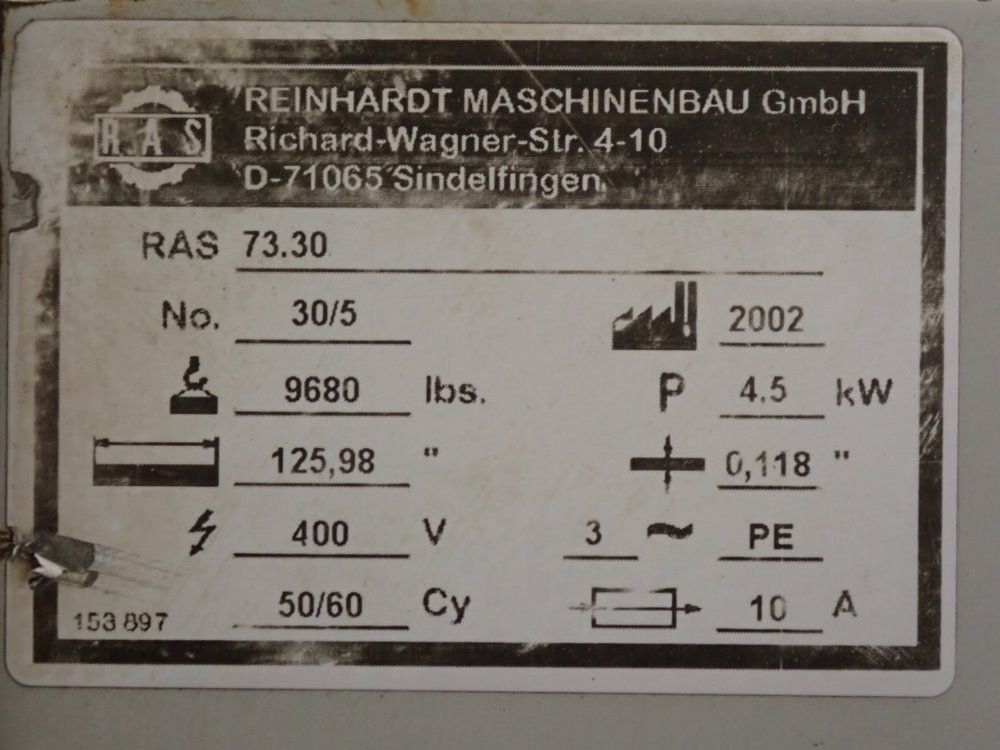 RAS
REINHARDT MASCHINENBAU GmbH
Richard-Wagner-Str. 4-10
D-71065 Sindelfingen
RAS 73.30
No. 30/5 2002
9680 lbs. P 4.5 kW
125,98 " 0,118 "
400 V 3 ~ PE
50/60 Cy 10 A
153 897